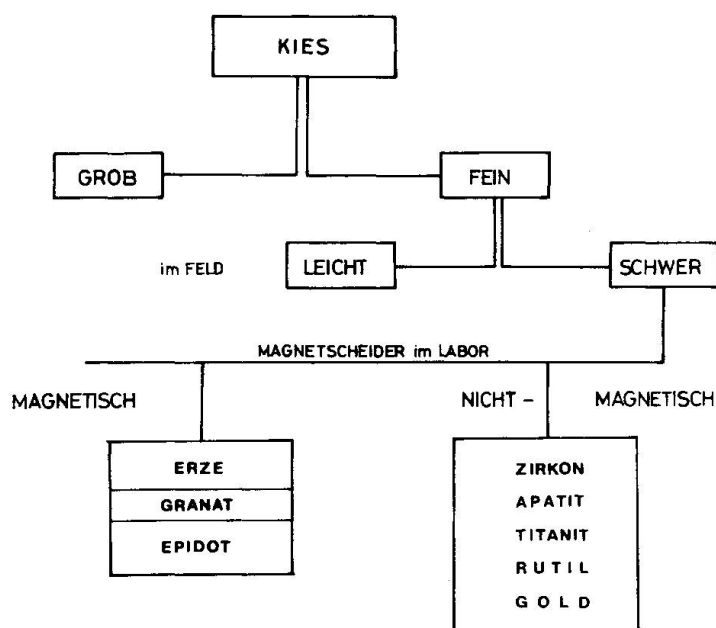 KIES
GROB
FEIN
im FELD
LEICHT
SCHWER
MAGNETSCHEIDER im LABOR
MAGNETISCH
NICHT - MAGNETISCH
ERZE
GRANAT
EPIDOT
ZIRKON
APATIT
TITANIT
RUTIL
GOLD